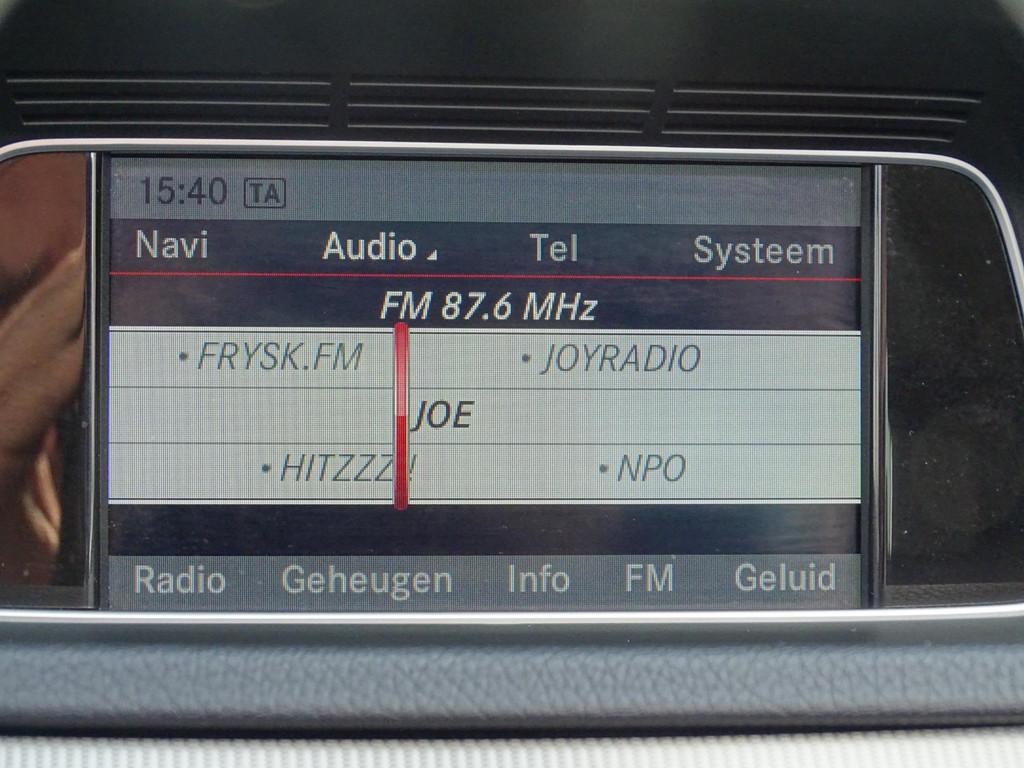 15:40 TA
Navi Audio Tel Systeem
FM 87.6 MHz
• FRYSK.FM • JOYRADIO
JOE
• HITZZZ! • NPO
Radio Geheugen Info FM Geluid